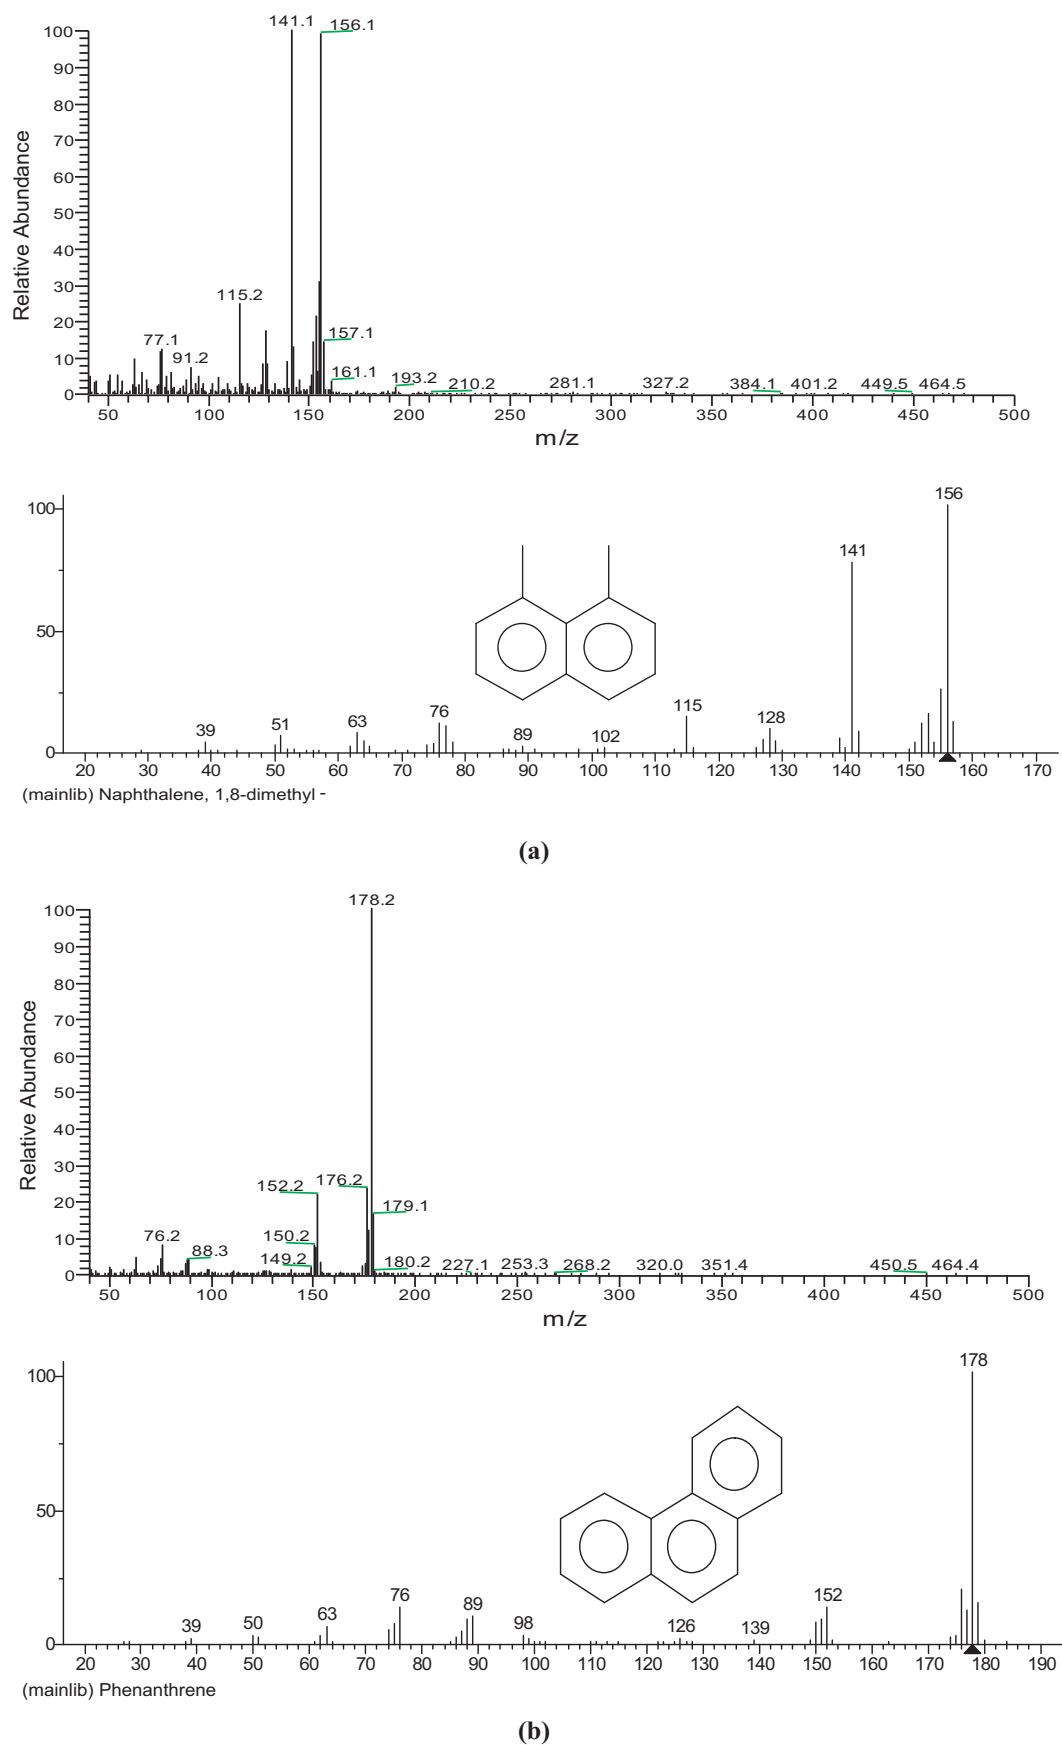 141.1 156.1
100
90
80
70
60
50
40
30
20
10
0
Relative Abundance
115.2
77.1
91.2
157.1
161.1
193.2 210.2 281.1 327.2 384.1 401.2 449.5 464.5
50 100 150 200 250 300 350 400 450 500
m/z
156
100
141
50
39 51 63 76 89 102 115 128
0
20 30 40 50 60 70 80 90 100 110 120 130 140 150 160 170
(mainlib) Naphthalene, 1,8-dimethyl -
(a)
178.2
100
90
80
70
60
50
40
30
20
10
0
Relative Abundance
152.2 176.2
179.1
76.2 88.3 150.2
149.2 180.2 227.1 253.3 268.2 320.0 351.4 450.5 464.4
50 100 150 200 250 300 350 400 450 500
m/z
178
100
50
39 50 63 76 89 98 126 139 152
0
20 30 40 50 60 70 80 90 100 110 120 130 140 150 160 170 180 190
(mainlib) Phenanthrene
(b)